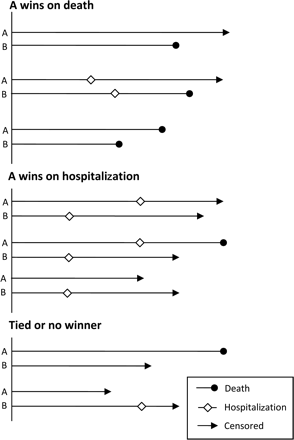 A wins on death
A
B
A
B
A
B
A wins on hospitalization
A
B
A
B
A
B
Tied or no winner
A
B
A
B
Death
Hospitalization
Censored